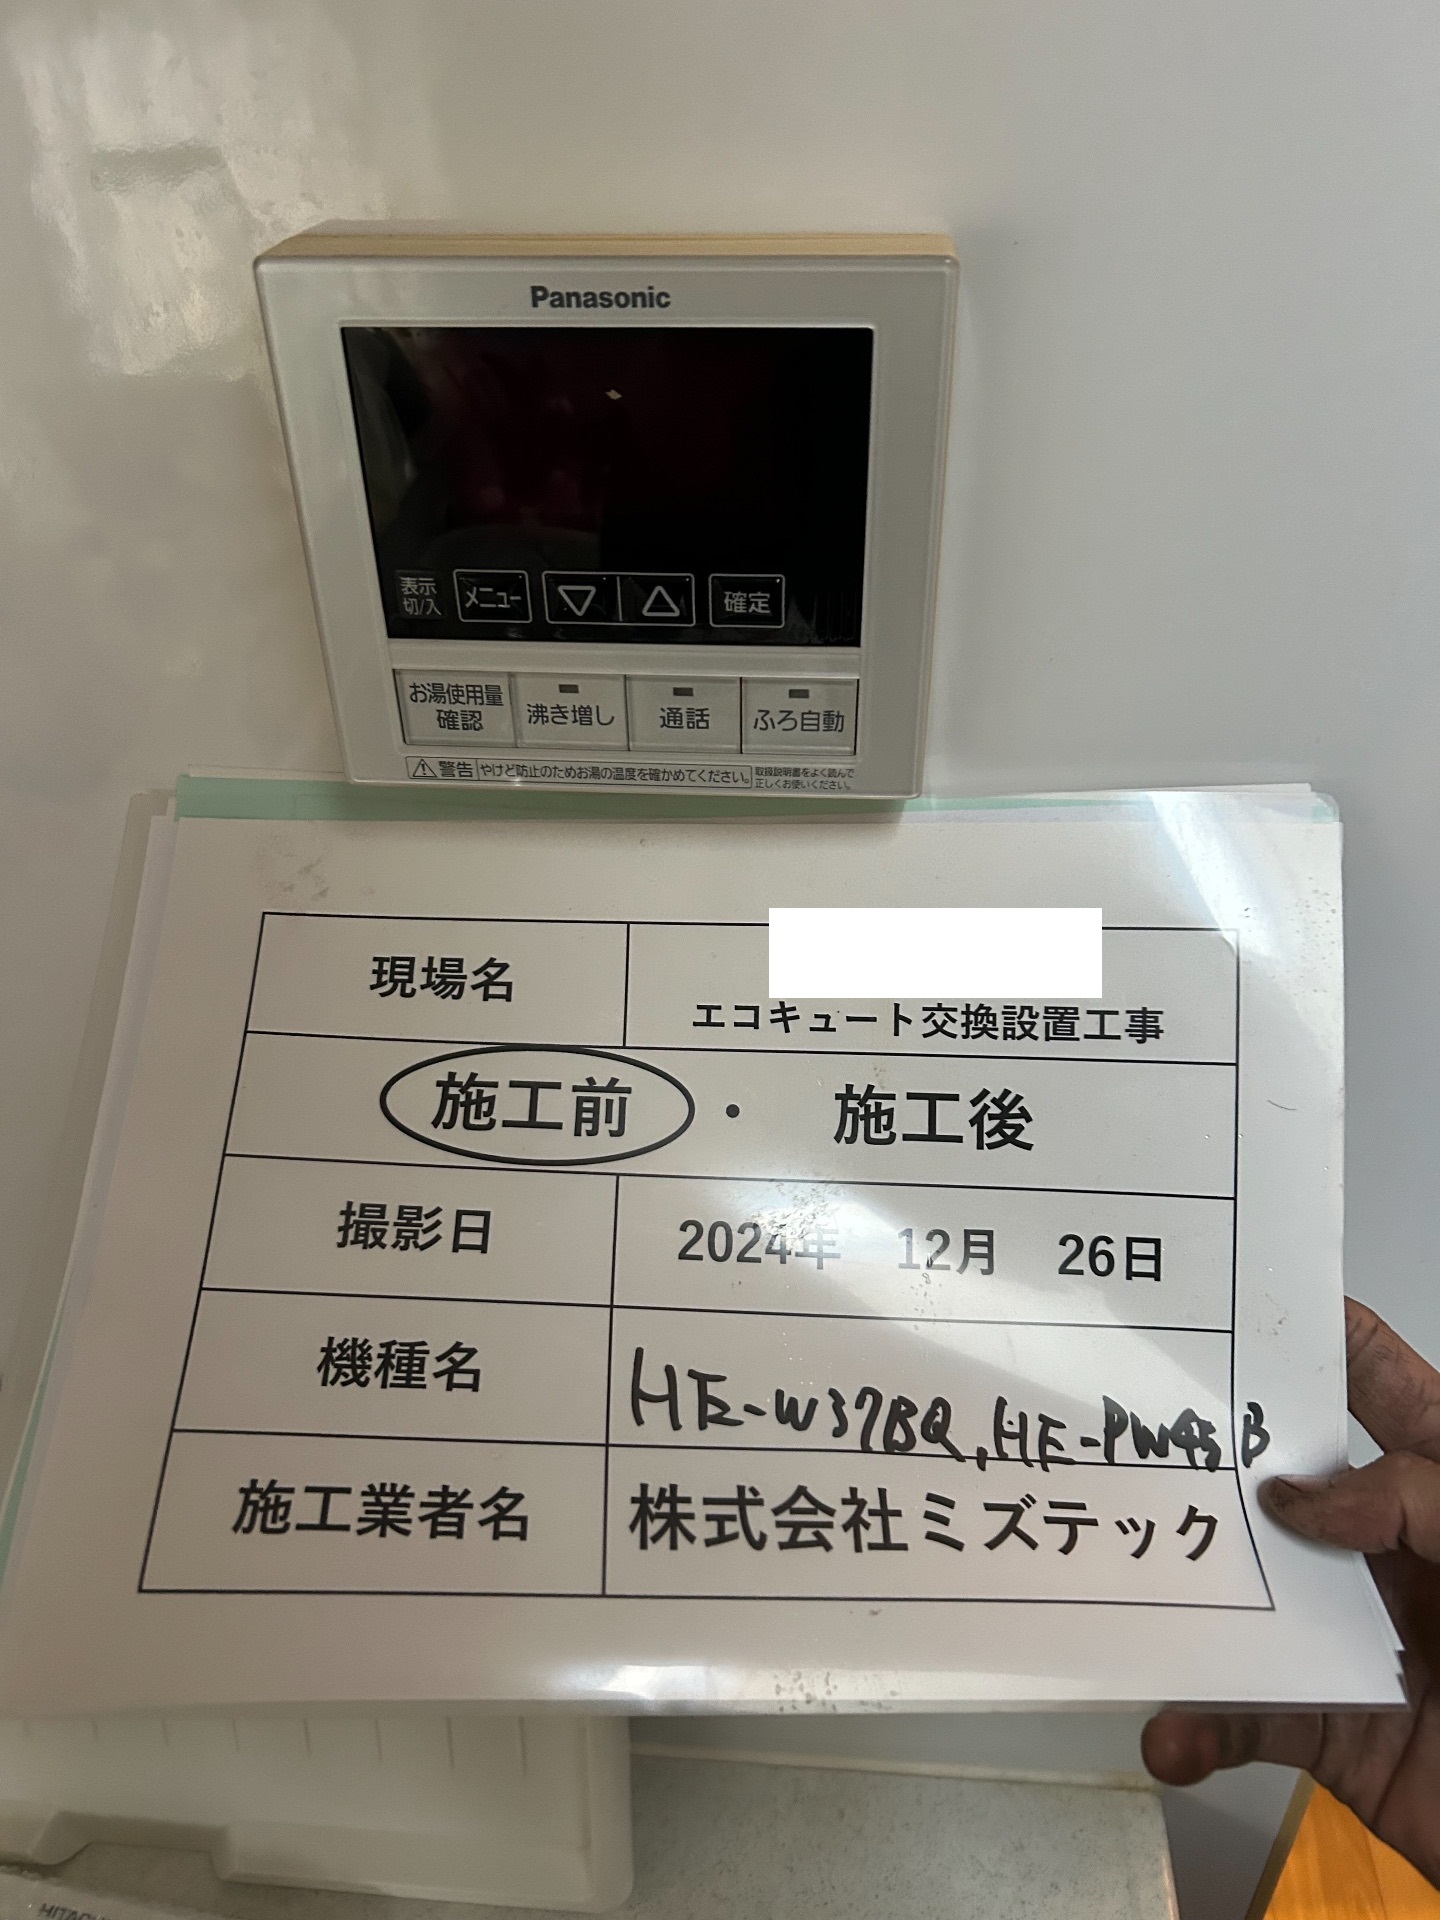 Panasonic
表示
切/入
メニュー ▽ △ 確定
お湯使用量
確認
沸き増し
通話
ふろ自動
⚠警告 やけど防止のためお湯の温度を確かめてください。
取扱説明書をよく読んで
正しくお使いください。
現場名
エコキュート交換設置工事
施工前 ・ 施工後
撮影日 2024年 12月 26日
機種名 HE-W37BQ, HE-PW45B
施工業者名 株式会社ミズテック